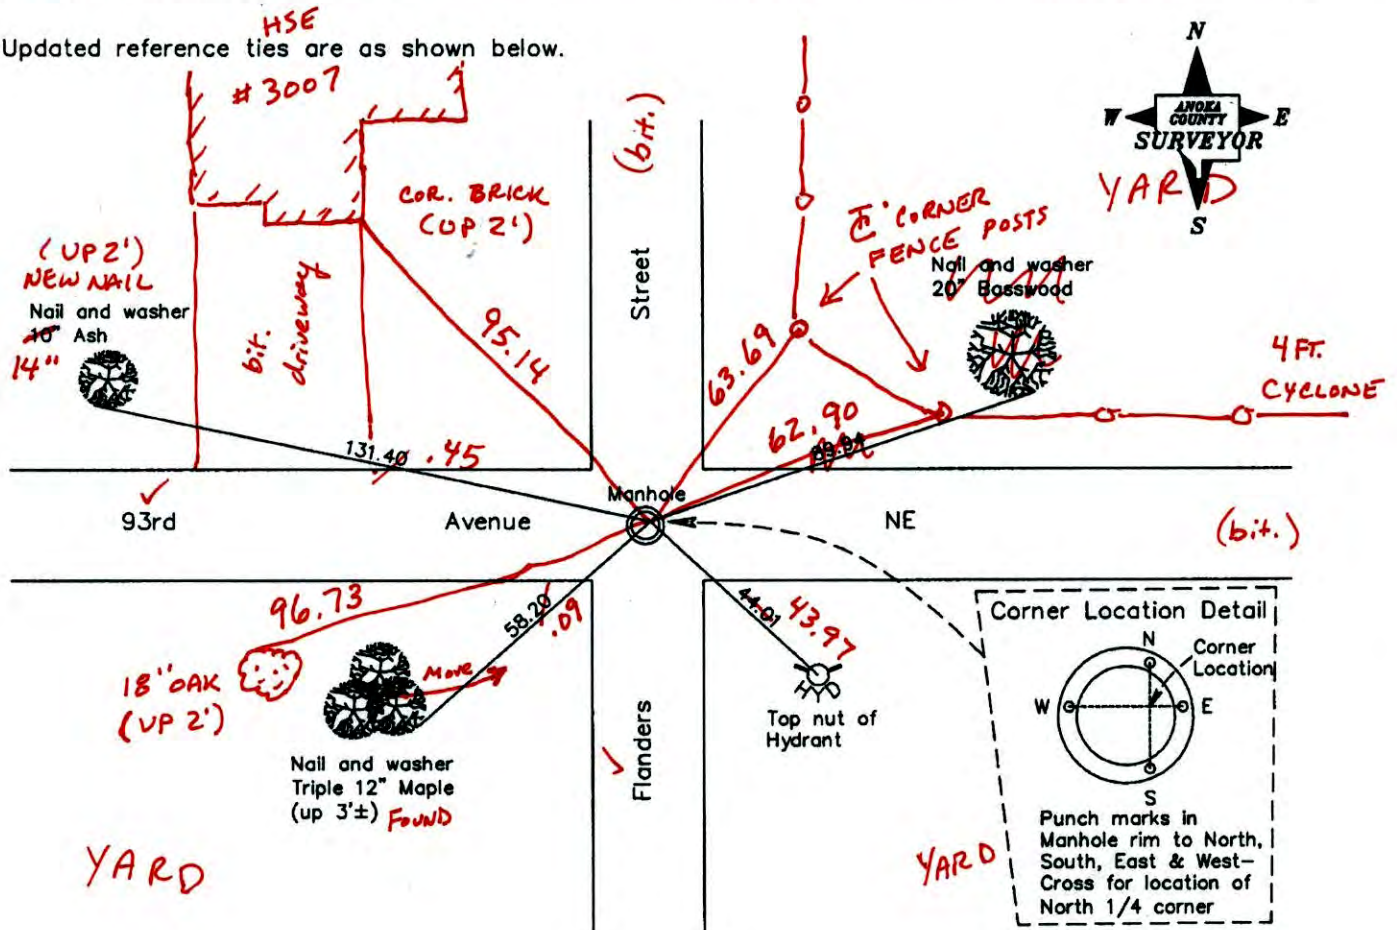 HSE
Updated reference ties are as shown below.
#3007
(bit.)
N
W
ANOKA
COUNTY
E
SURVEYOR
S
YARD
COR. BRICK
(UP 2')
CORNER
FENCE POSTS
(UP 2')
NEW NAIL
Nail and washer
10" Ash
14"
bit.
driveway
95.14
Street
63.69
Nail and washer
20" Basswood
4 FT.
CYCLONE
62.90
131.40 .45
Manhole
93rd
Avenue
NE
(bit.)
96.73
58.20
.09
44.01
43.97
18" OAK
(UP 2')
Move
HYD
Top nut of
Hydrant
Nail and washer
Triple 12" Maple
(up 3'±) FOUND
Flanders
YARD
YARD
Corner Location Detail
N
Corner
Location
W
E
S
Punch marks in
Manhole rim to North,
South, East & West-
Cross for location of
North 1/4 corner